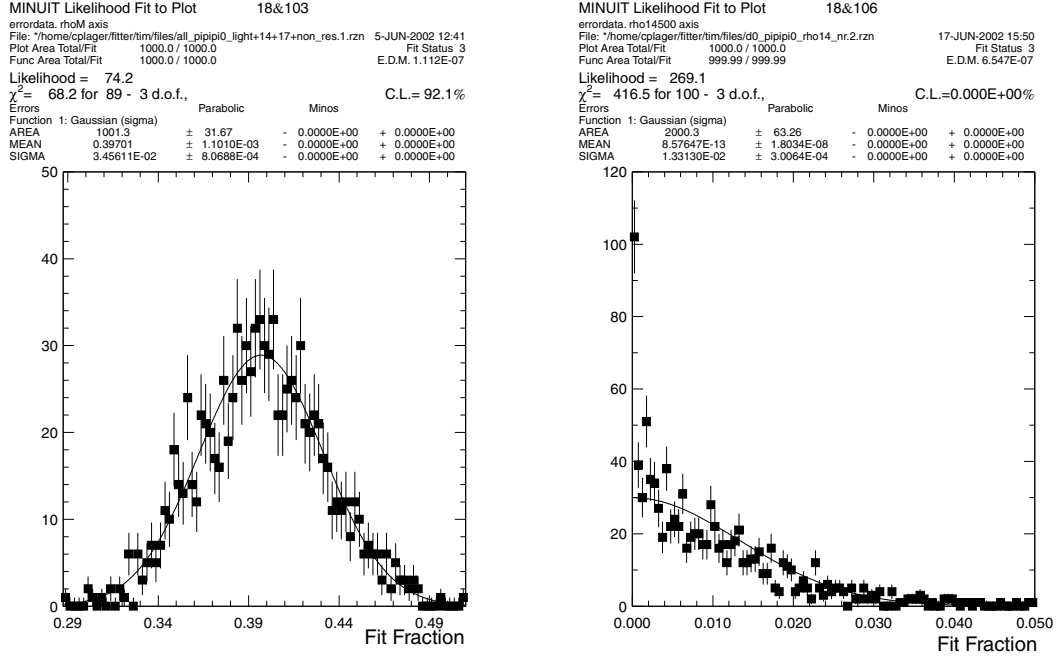 MINUIT Likelihood Fit to Plot 18&103
errordata. rhoM axis
File: */home/cplager/fitter/tim/files/all_pipipi0_light+14+17+non_res.1.rzn 5-JUN-2002 12:41
Plot Area Total/Fit 1000.0 / 1000.0 Fit Status 3
Func Area Total/Fit 1000.0 / 1000.0 E.D.M. 1.112E-07
Likelihood = 74.2
χ²= 68.2 for 89 - 3 d.o.f., C.L.= 92.1%
Errors Parabolic Minos
Function 1: Gaussian (sigma)
AREA 1001.3 ± 31.67 - 0.0000E+00 + 0.0000E+00
MEAN 0.39701 ± 1.1010E-03 - 0.0000E+00 + 0.0000E+00
SIGMA 3.45611E-02 ± 8.0688E-04 - 0.0000E+00 + 0.0000E+00
50
40
30
20
10
0
0.29 0.34 0.39 0.44 0.49
Fit Fraction
MINUIT Likelihood Fit to Plot 18&106
errordata. rho14500
File: */home/cplager/fitter/tim/files/d0_pipipi0_rho14_nr.2.rzn 17-JUN-2002 15:50
Plot Area Total/Fit 1000.0 / 1000.0 Fit Status 3
Func Area Total/Fit 999.99 / 999.99 E.D.M. 6.547E-07
Likelihood = 269.1
χ²= 416.5 for 100 - 3 d.o.f., C.L.=0.000E+00%
Errors Parabolic Minos
Function 1: Gaussian (sigma)
AREA 2000.3 ± 63.26 - 0.0000E+00 + 0.0000E+00
MEAN 8.57647E-13 ± 1.8034E-08 - 0.0000E+00 + 0.0000E+00
SIGMA 1.33130E-02 ± 3.0064E-04 - 0.0000E+00 + 0.0000E+00
120
100
80
60
40
20
0
0.000 0.010 0.020 0.030 0.040 0.050
Fit Fraction